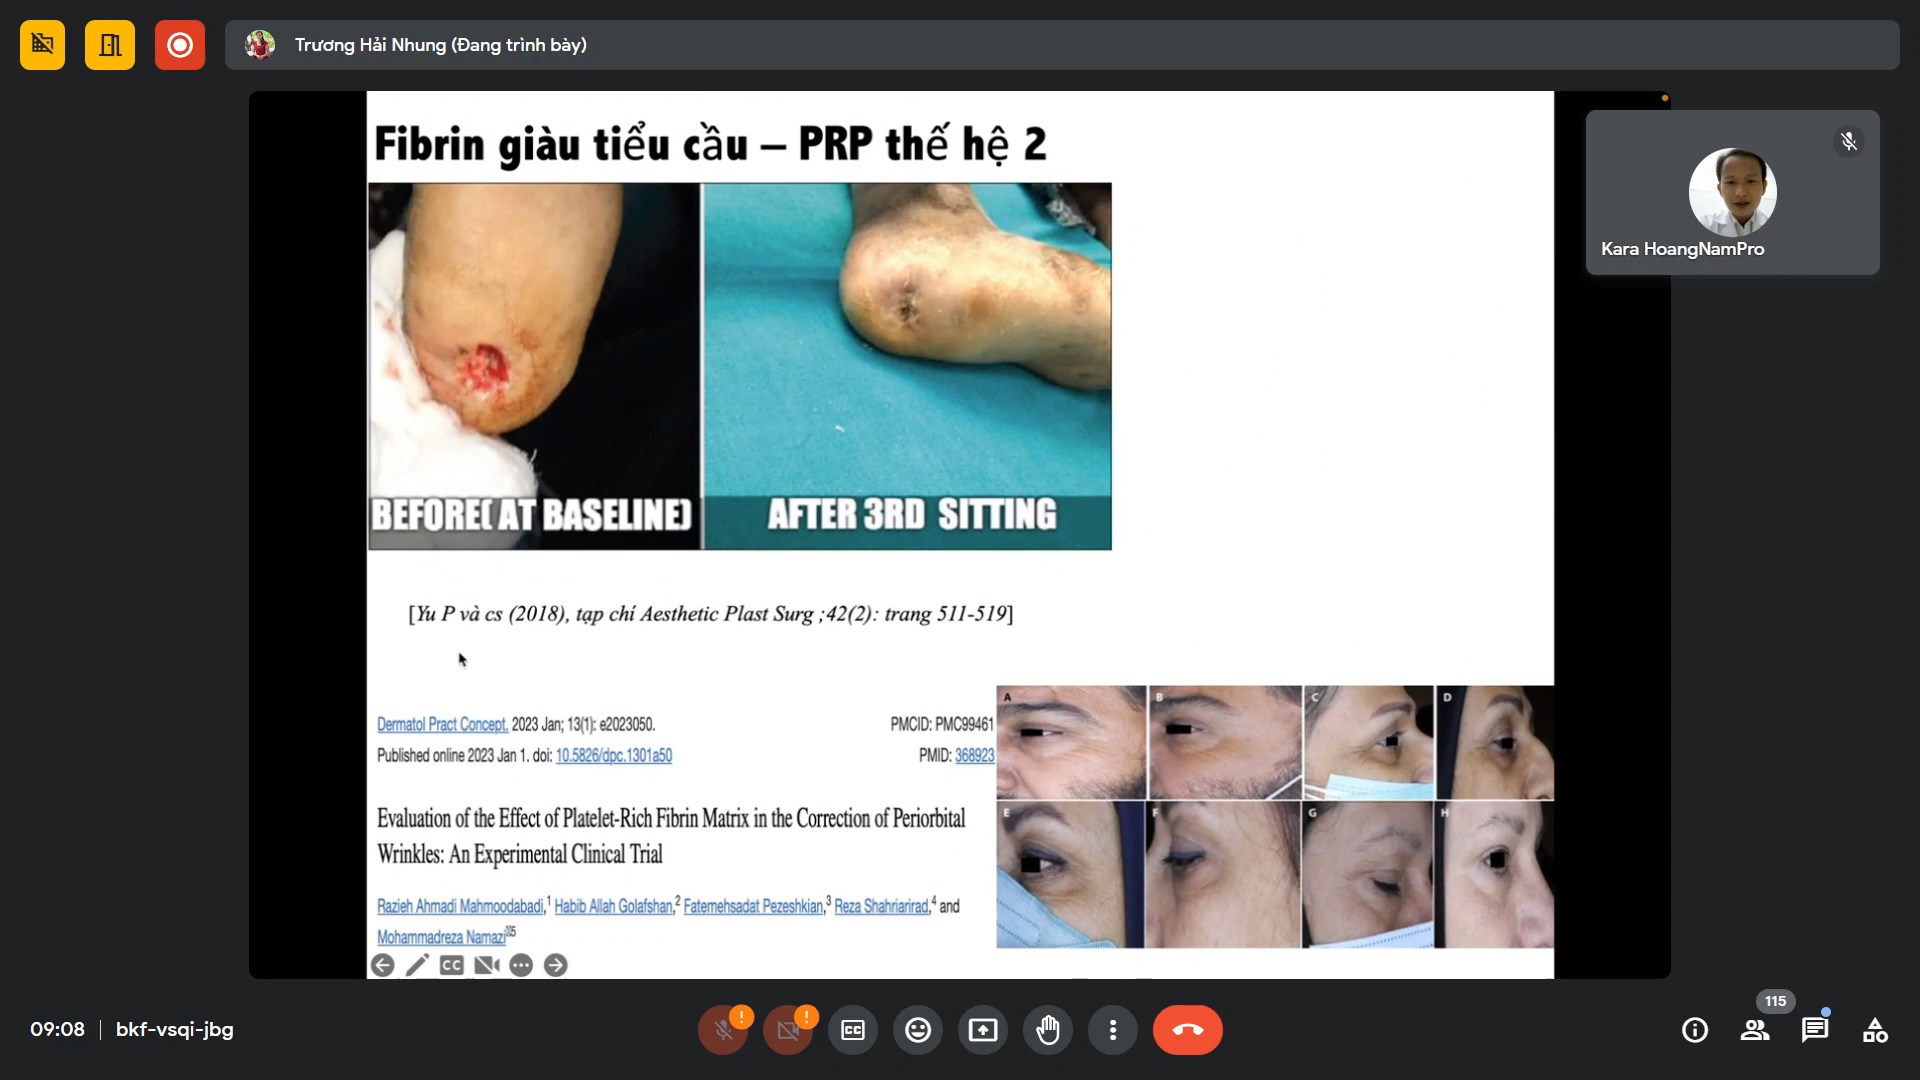 Trương Hải Nhung (Đang trình bày)
Fibrin giàu tiểu cầu – PRP thế hệ 2
BEFORE( AT BASELINE)
AFTER 3RD SITTING
Kara HoangNamPro
[Yu P và cs (2018), tạp chí Aesthetic Plast Surg ;42(2): trang 511-519]
Dermatol Pract Concept. 2023 Jan; 13(1): e2023050.
PMCID: PMC99461
Published online 2023 Jan 1. doi: 10.5826/dpc.1301a50
PMID: 368923
Evaluation of the Effect of Platelet-Rich Fibrin Matrix in the Correction of Periorbital
Wrinkles: An Experimental Clinical Trial
Razieh Ahmadi Mahmoodabadi,1 Habib Allah Golafshan,2 Fatemehsadat Pezeshkian,3 Reza Shahriarirad,4 and
Mohammadreza Namazi5
A B C D
E F G H
CC
09:08 | bkf-vsqi-jbg
115